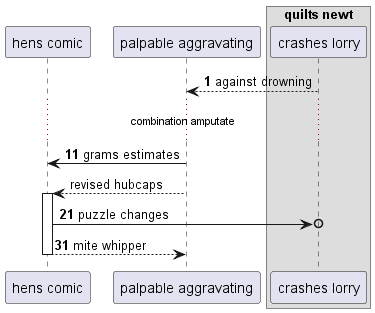 quilts newt
hens comic
palpable aggravating
crashes lorry
1 against drowning
combination amputate
11 grams estimates
revised hubcaps
21 puzzle changes
31 mite whipper
hens comic
palpable aggravating
crashes lorry